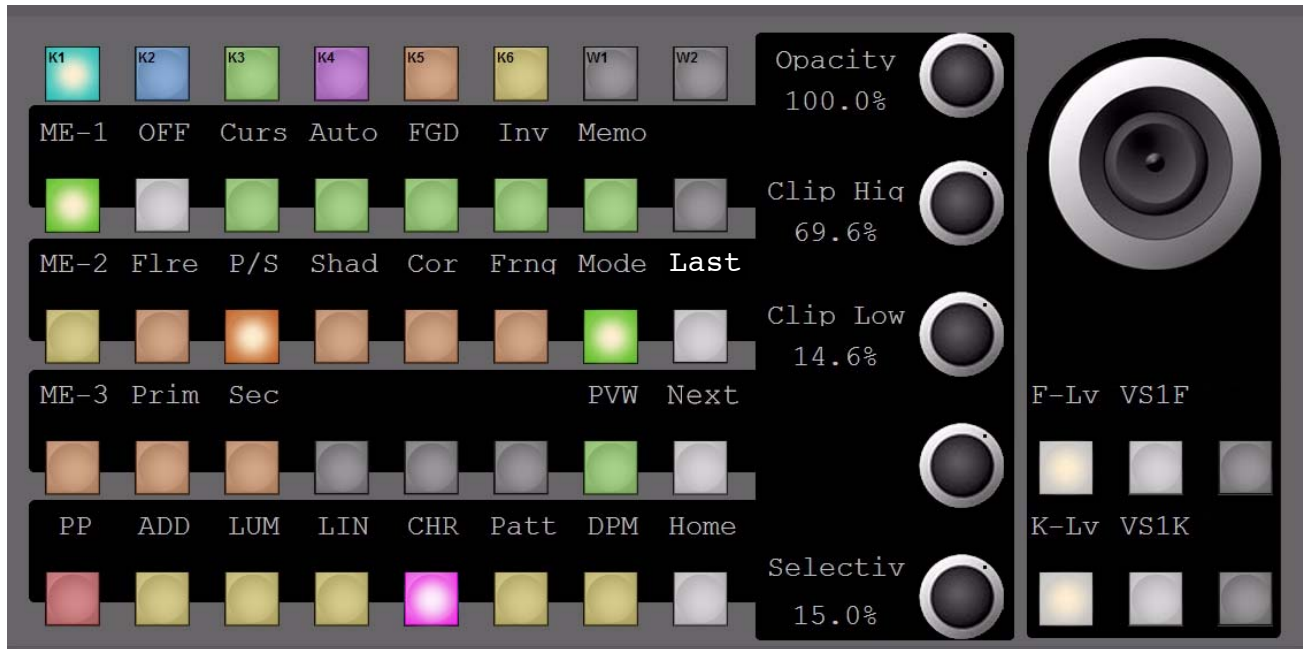 K1 K2 K3 K4 K5 K6 W1 W2 Opacity
100.0%
ME-1 OFF Curs Auto FGD Inv Memo
Clip Hig
69.6%
ME-2 Flre P/S Shad Cor Frng Mode Last
Clip Low
14.6%
ME-3 Prim Sec PVW Next F-Lv VS1F
PP ADD LUM LIN CHR Patt DPM Home K-Lv VS1K
Selectiv
15.0%